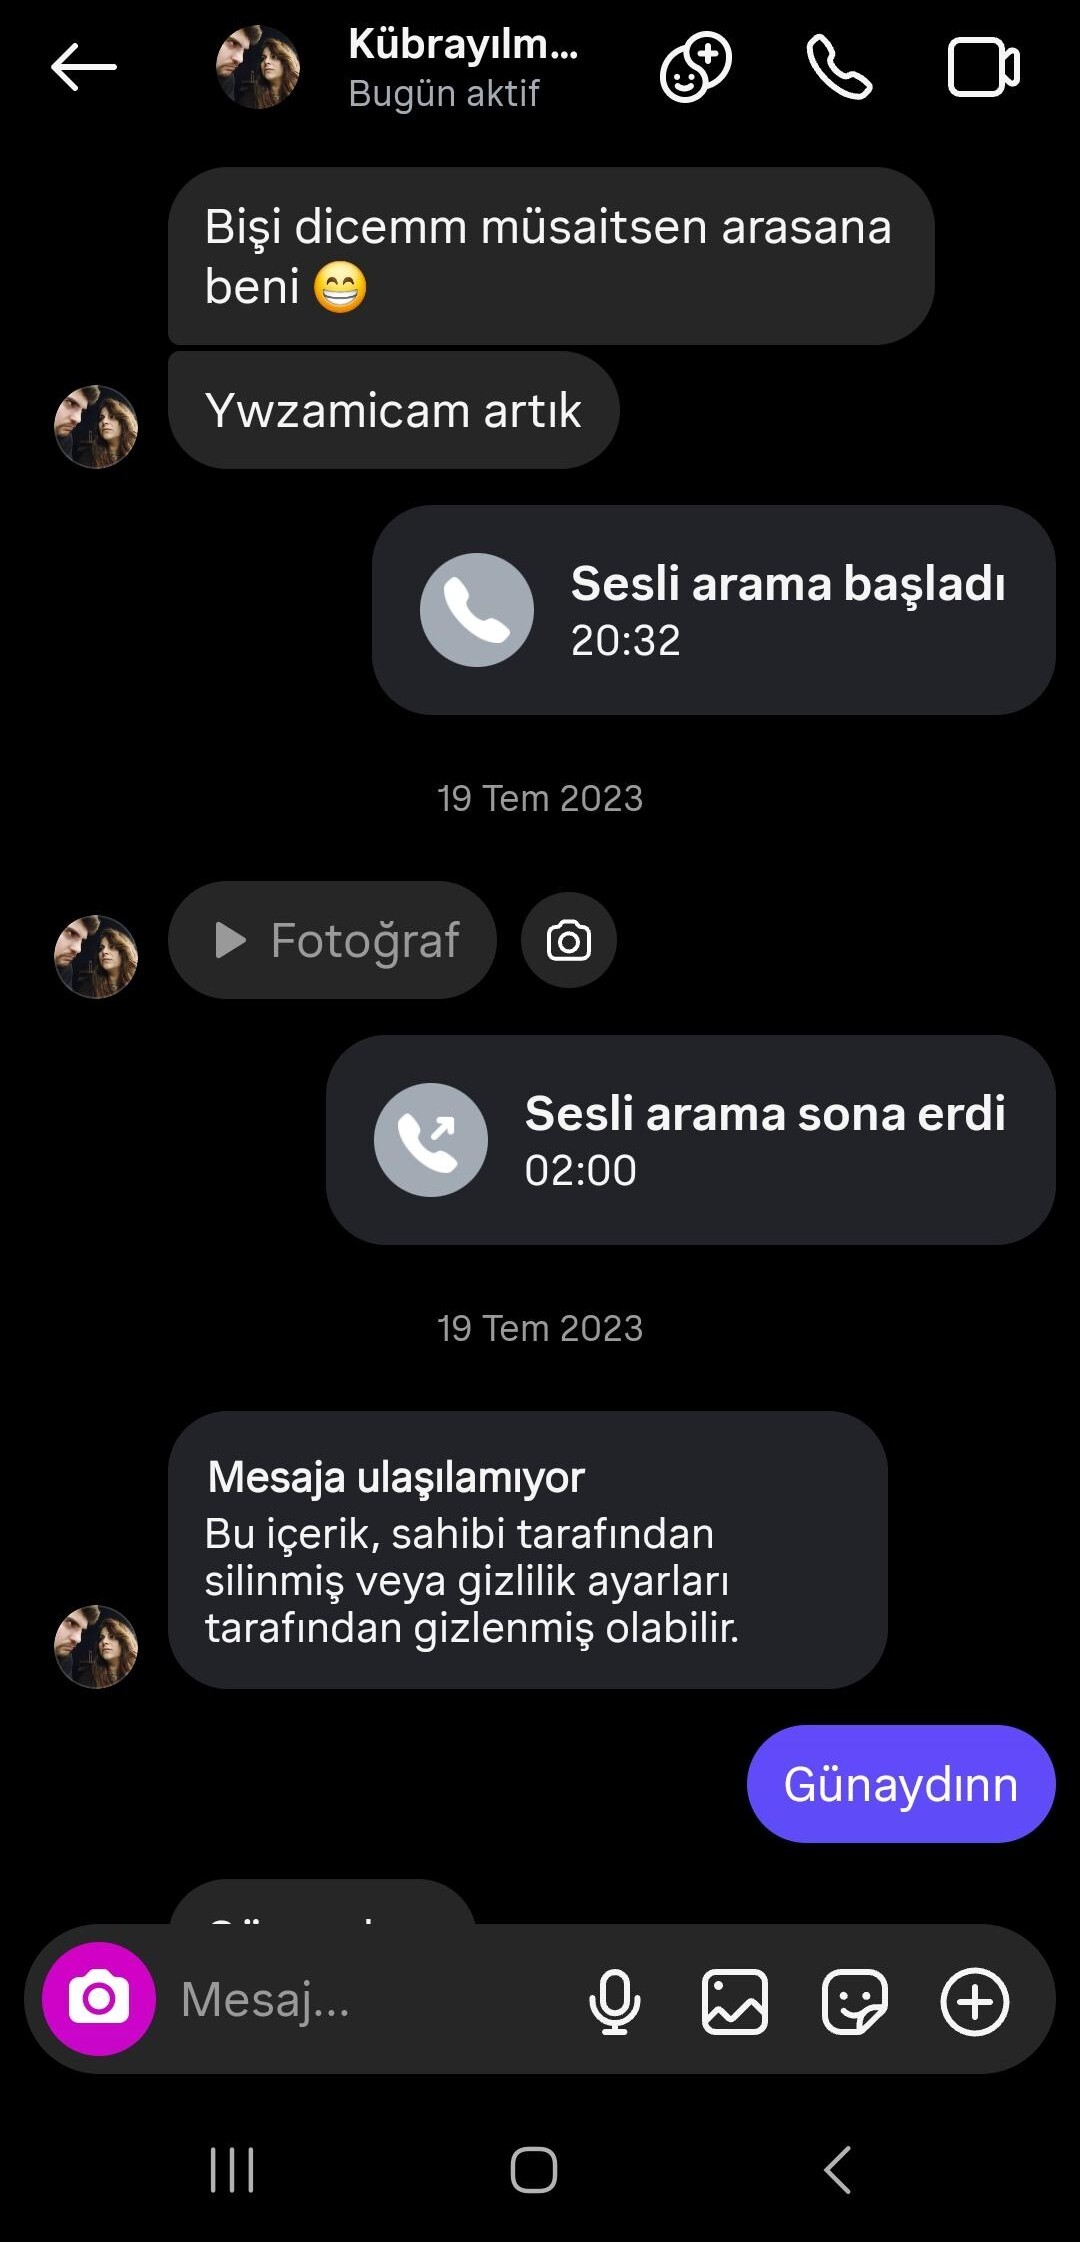 Kübrayılm...
Bugün aktif
Bişi dicemm müsaitsen arasana
beni 😁
Ywzamicam artık
Sesli arama başladı
20:32
19 Tem 2023
Fotoğraf
Sesli arama sona erdi
02:00
19 Tem 2023
Mesaja ulaşılamıyor
Bu içerik, sahibi tarafından
silinmiş veya gizlilik ayarları
tarafından gizlenmiş olabilir.
Günaydınn
Mesaj...